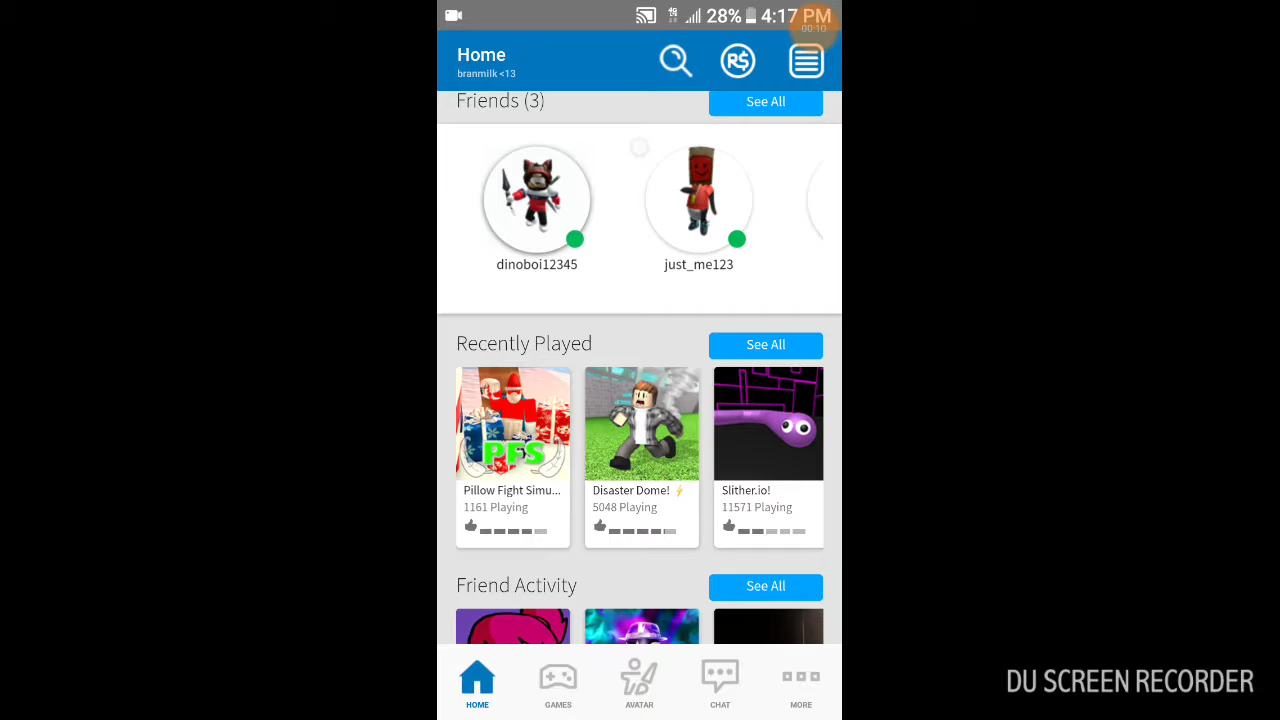 28% 4:17 PM
00:10
Home
branmilk <13
R$
Friends (3)
See All
dinoboi12345
just_me123
Recently Played
See All
PFS
Pillow Fight Simu...
1161 Playing
Disaster Dome! ⚡
5048 Playing
Slither.io!
11571 Playing
Friend Activity
See All
HOME
GAMES
AVATAR
CHAT
MORE
DU SCREEN RECORDER